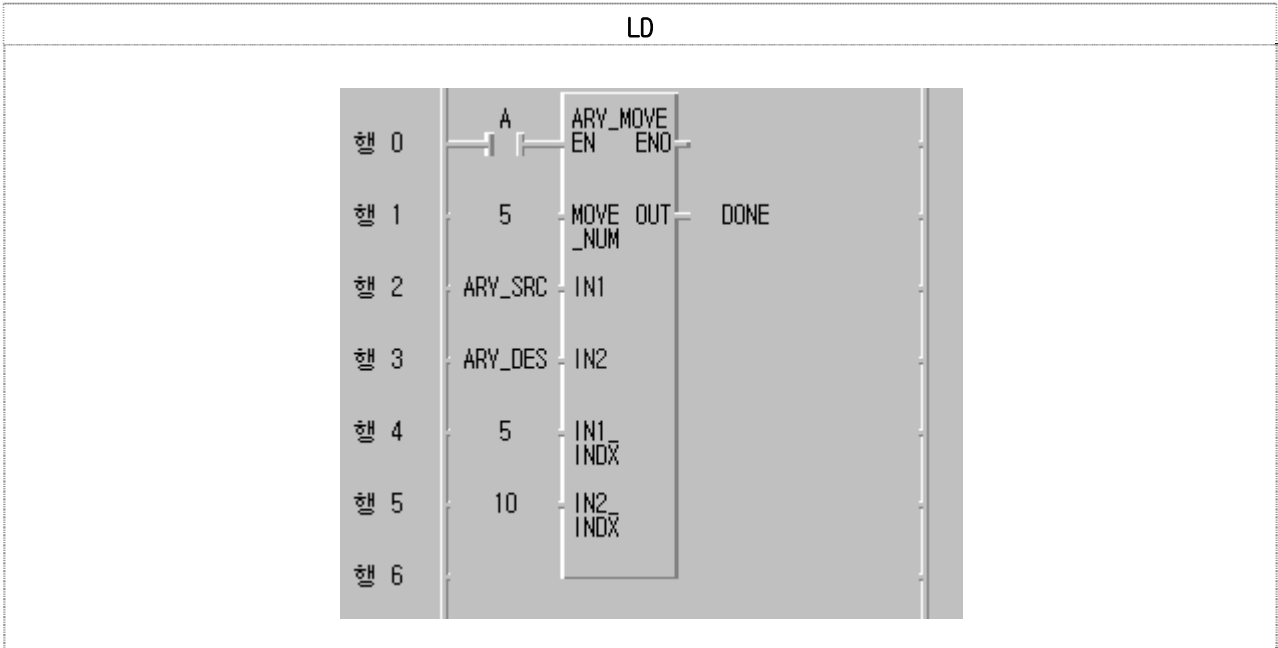 LD
A ARY_MOVE
행 0 EN ENO
행 1 5 MOVE OUT DONE
_NUM
행 2 ARY_SRC IN1
행 3 ARY_DES IN2
행 4 5 IN1_
INDX
행 5 10 IN2_
INDX
행 6